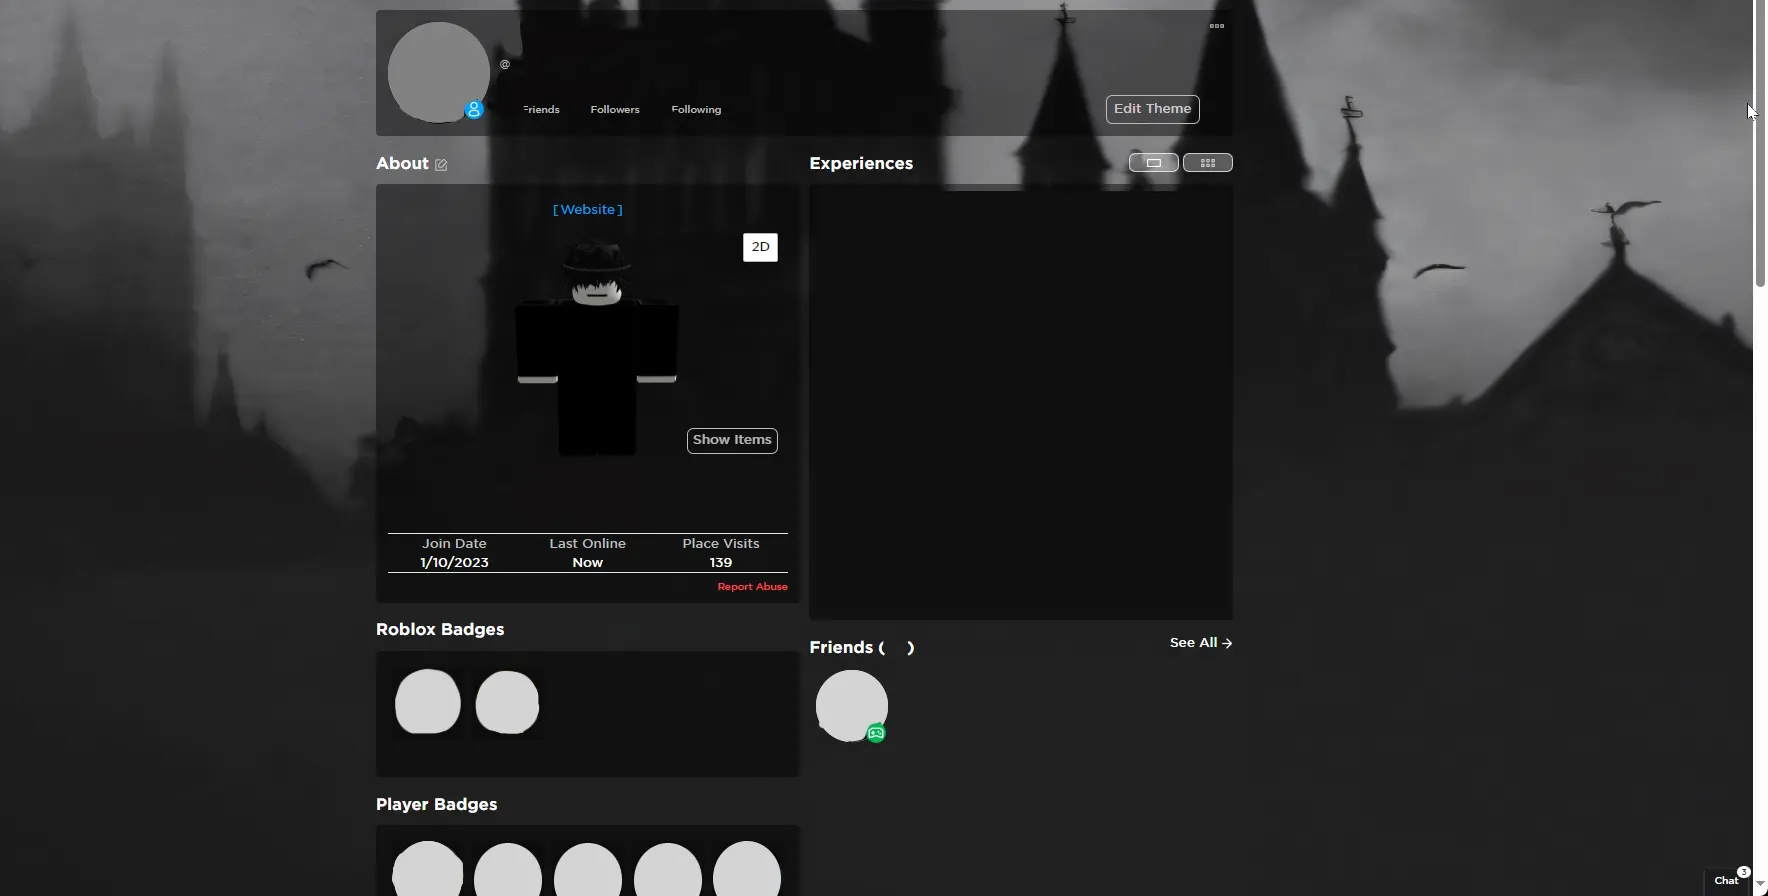 @
Friends Followers Following
Edit Theme
About
[ Website ]
2D
Show Items
Join Date Last Online Place Visits
1/10/2023 Now 139
Report Abuse
Roblox Badges
Player Badges
Experiences
Friends ( )
See All →
Chat 3